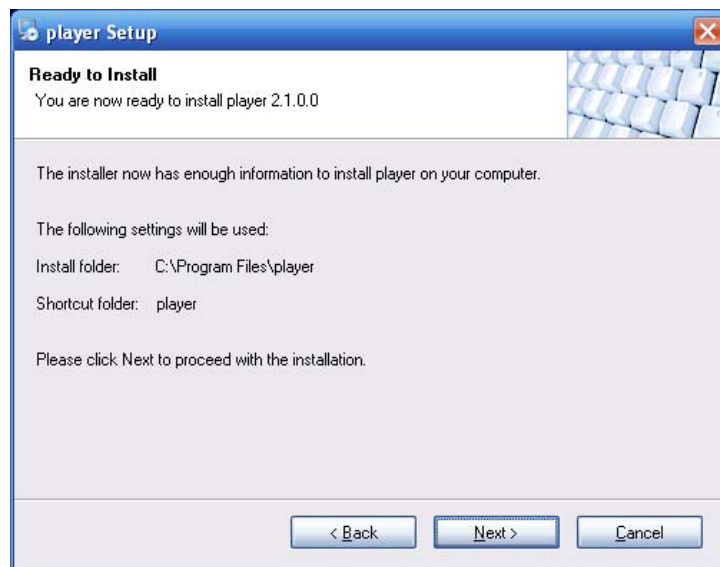 player Setup
Ready to Install
You are now ready to install player 2.1.0.0
The installer now has enough information to install player on your computer.
The following settings will be used:
Install folder: C:\Program Files\player
Shortcut folder: player
Please click Next to proceed with the installation.
< Back Next > Cancel